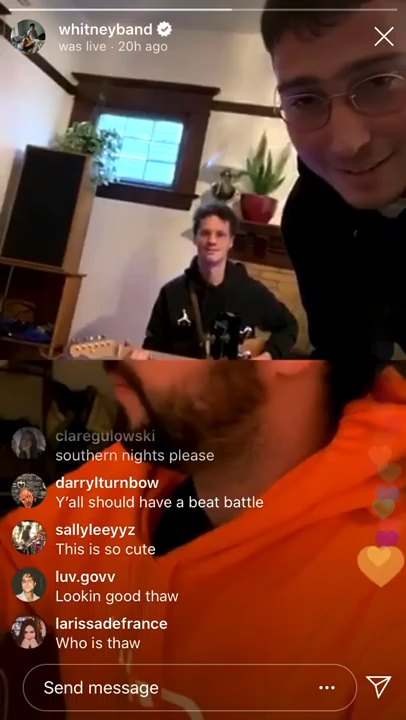 whitneyband
was live · 20h ago
claregulowski
southern nights please
darrylturnbow
Y'all should have a beat battle
sallyleeyyz
This is so cute
luv.govv
Lookin good thaw
larissadefrance
Who is thaw
Send message